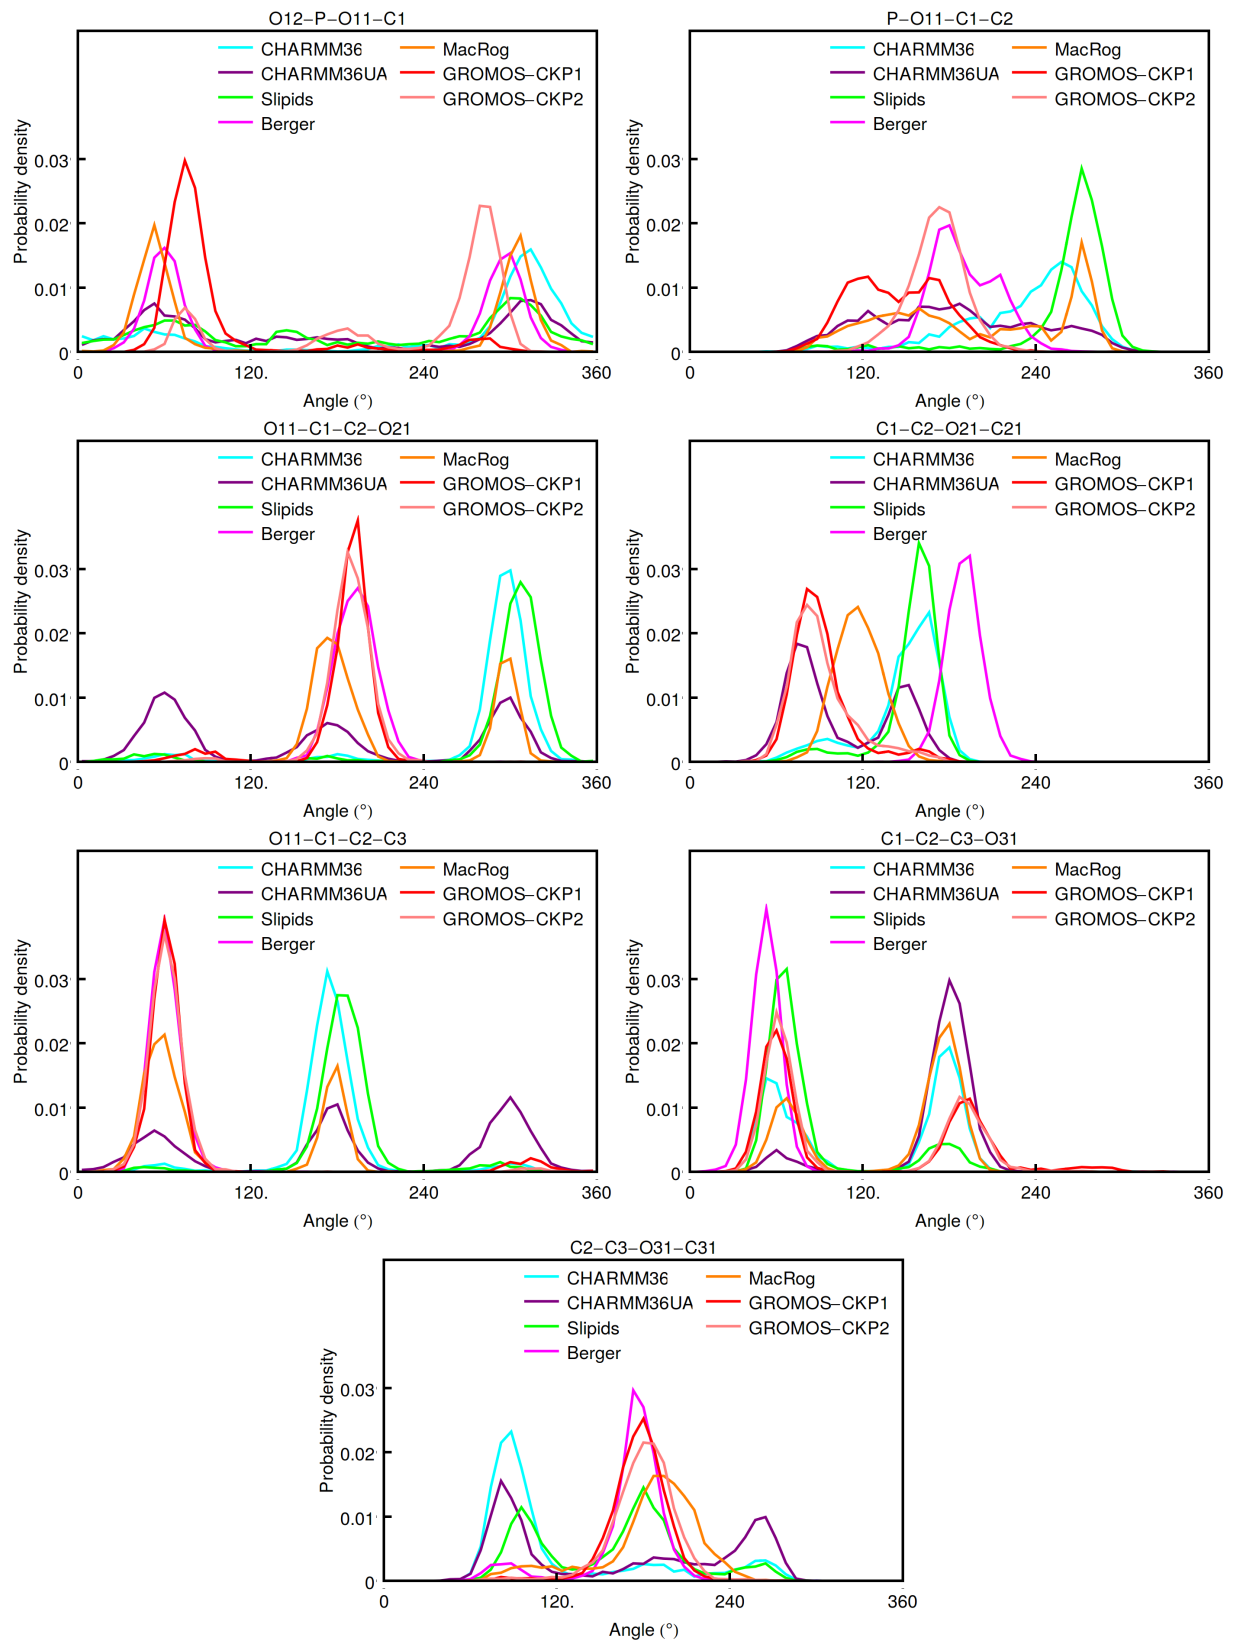 O12−P−O11−C1
CHARMM36 MacRog
CHARMM36UA GROMOS−CKP1
Slipids GROMOS−CKP2
Berger
Probability density
0.03
0.02
0.01
0
0 120. 240 360
Angle (°)
P−O11−C1−C2
CHARMM36 MacRog
CHARMM36UA GROMOS−CKP1
Slipids GROMOS−CKP2
Berger
Probability density
0.03
0.02
0.01
0
0 120. 240 360
Angle (°)
O11−C1−C2−O21
CHARMM36 MacRog
CHARMM36UA GROMOS−CKP1
Slipids GROMOS−CKP2
Berger
Probability density
0.03
0.02
0.01
0
0 120. 240 360
Angle (°)
C1−C2−O21−C21
CHARMM36 MacRog
CHARMM36UA GROMOS−CKP1
Slipids GROMOS−CKP2
Berger
Probability density
0.03
0.02
0.01
0
0 120. 240 360
Angle (°)
O11−C1−C2−C3
CHARMM36 MacRog
CHARMM36UA GROMOS−CKP1
Slipids GROMOS−CKP2
Berger
Probability density
0.03
0.02
0.01
0
0 120. 240 360
Angle (°)
C1−C2−C3−O31
CHARMM36 MacRog
CHARMM36UA GROMOS−CKP1
Slipids GROMOS−CKP2
Berger
Probability density
0.03
0.02
0.01
0
0 120. 240 360
Angle (°)
C2−C3−O31−C31
CHARMM36 MacRog
CHARMM36UA GROMOS−CKP1
Slipids GROMOS−CKP2
Berger
Probability density
0.03
0.02
0.01
0
0 120. 240 360
Angle (°)